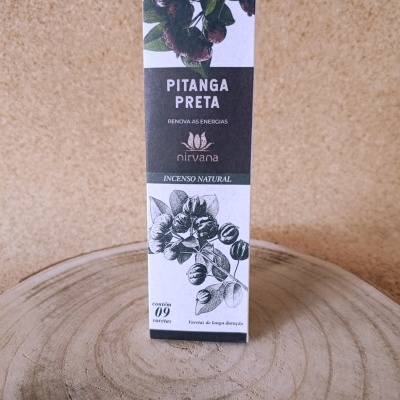 PITANGA
PRETA
RENOVA AS ENERGIAS
nirvana
INCENSO NATURAL
contém
09
varetas
Varetas de longa duração